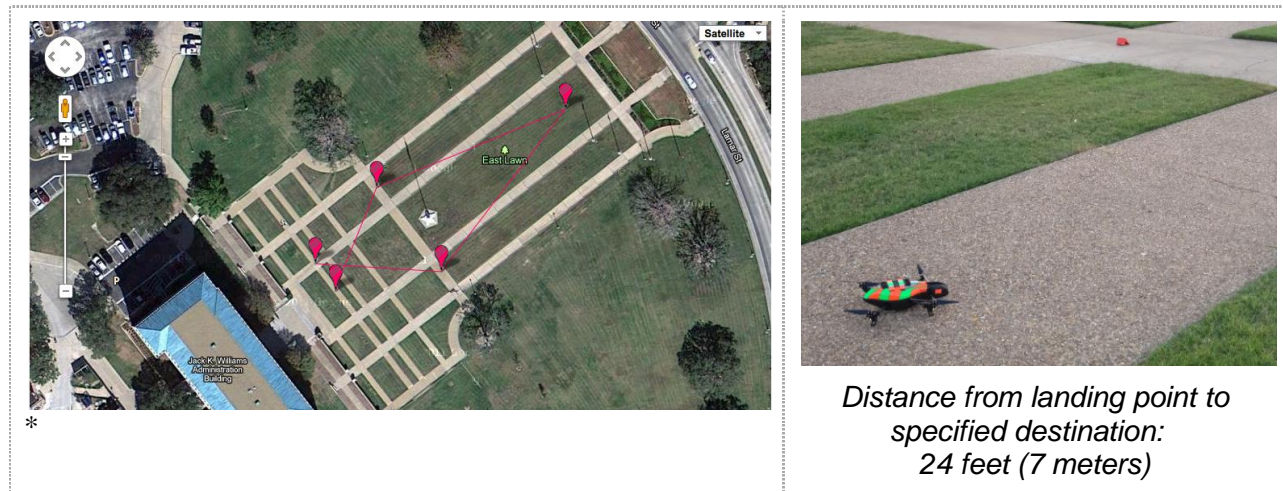 Satellite
St
Lamar St
East Lawn
P
Jack K. Williams
Administration
Building
*
Distance from landing point to
specified destination:
24 feet (7 meters)